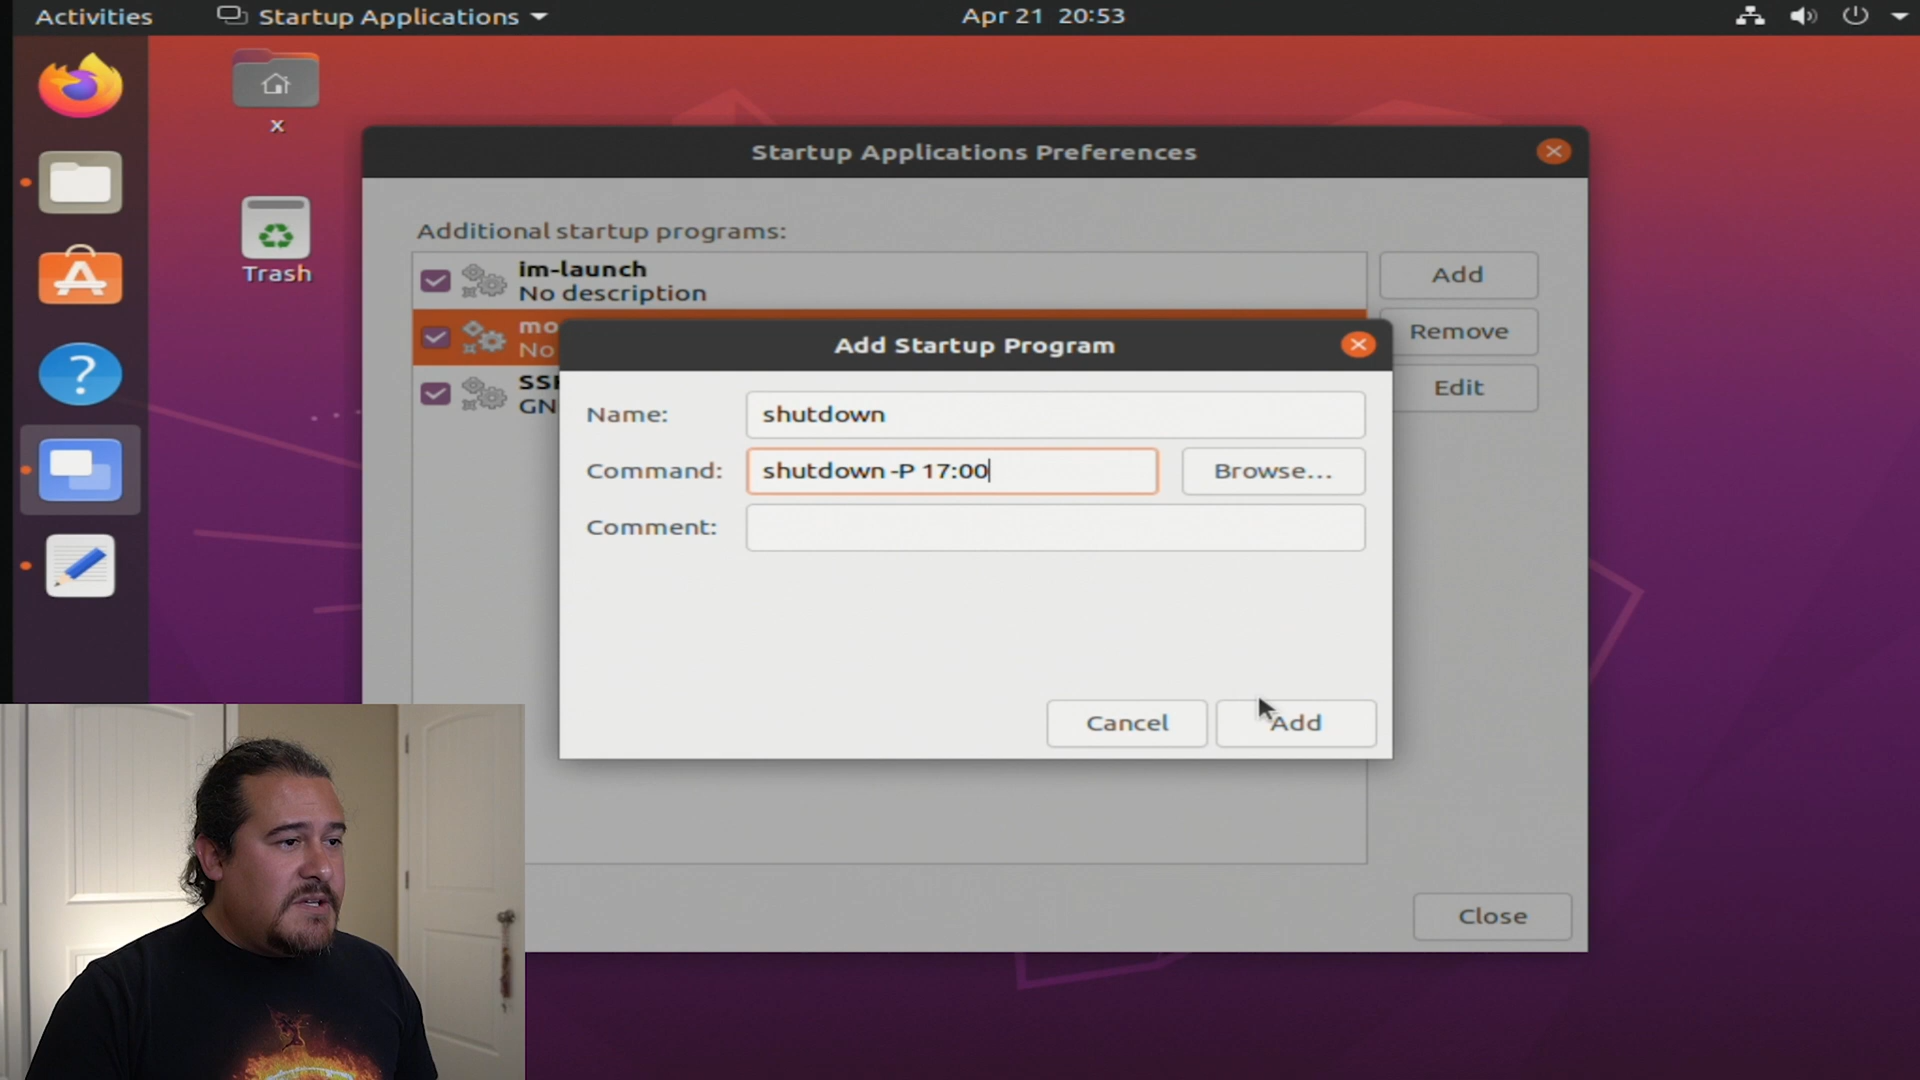 Activities
Startup Applications
Apr 21 20:53
x
Trash
Startup Applications Preferences
Additional startup programs:
im-launch
No description
mo
No
SSH
GN
Add
Remove
Edit
Add Startup Program
Name:
shutdown
Command:
shutdown -P 17:00
Browse...
Comment:
Cancel
Add
Close